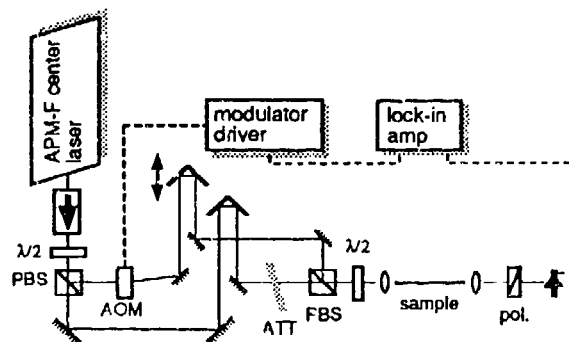 APM-F center
laser
modulator
driver
lock-in
amp
λ/2
PBS
AOM
ATT
FBS
λ/2
sample
pol.